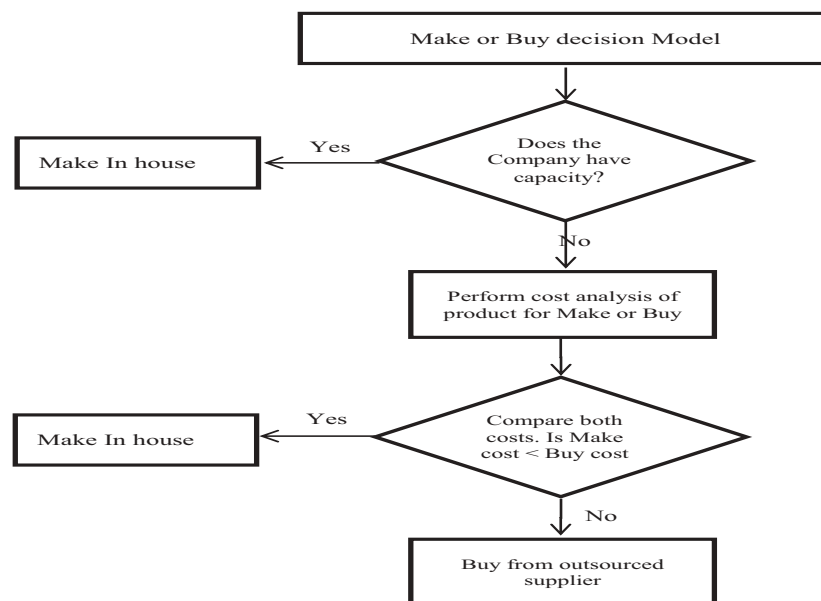 Make or Buy decision Model
Does the
Company have
capacity?
Yes
Make In house
No
Perform cost analysis of
product for Make or Buy
Compare both
costs. Is Make
cost < Buy cost
Yes
Make In house
No
Buy from outsourced
supplier